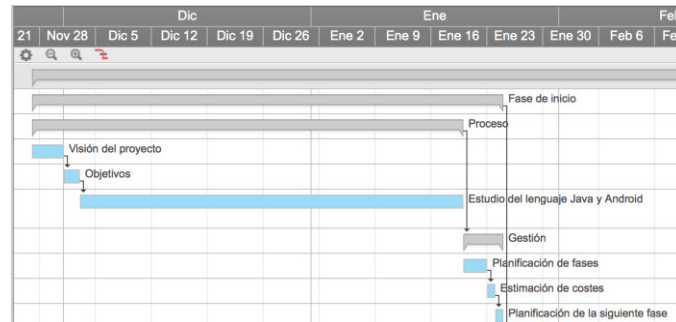 Dic Ene Feb
21 Nov 28 Dic 5 Dic 12 Dic 19 Dic 26 Ene 2 Ene 9 Ene 16 Ene 23 Ene 30 Feb 6 Fe
Fase de inicio
Proceso
Visión del proyecto
Objetivos
Estudio del lenguaje Java y Android
Gestión
Planificación de fases
Estimación de costes
Planificación de la siguiente fase